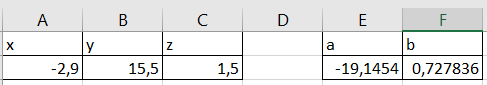 A B C D E F
x y z a b
-2,9 15,5 1,5 -19,1454 0,727836